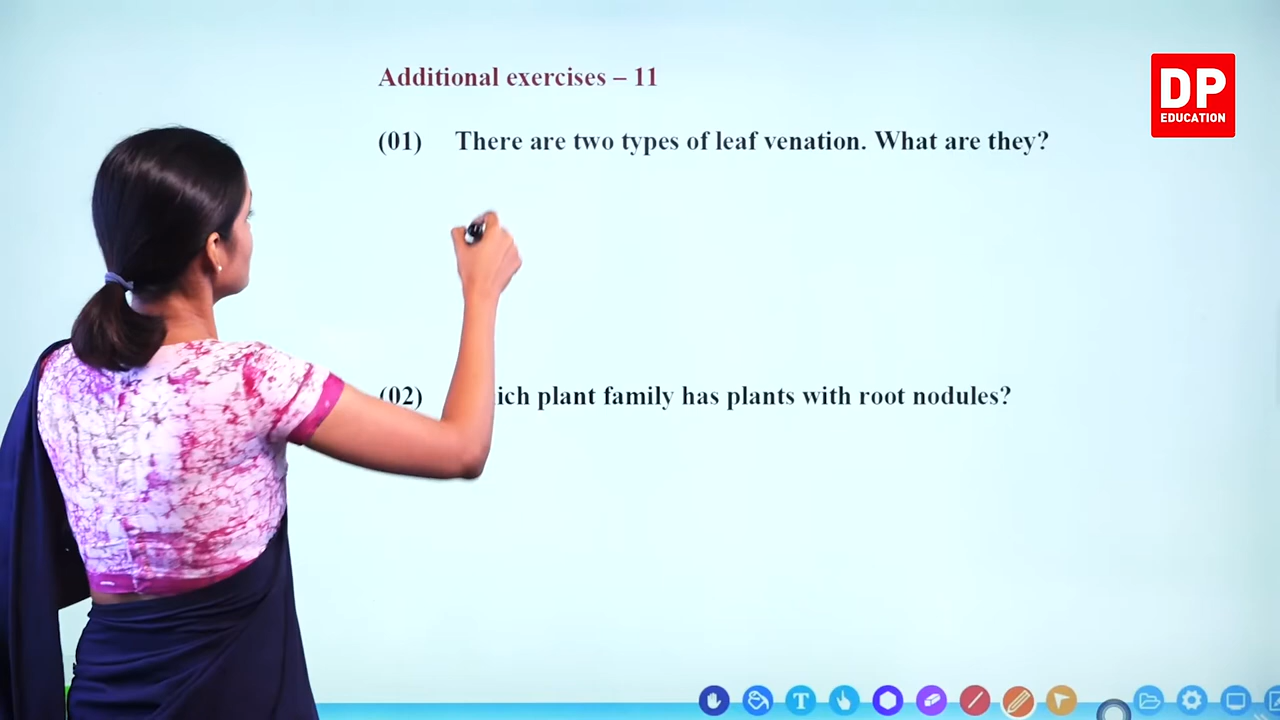 Additional exercises – 11
DP
EDUCATION
(01) There are two types of leaf venation. What are they?
(02) ich plant family has plants with root nodules?
T